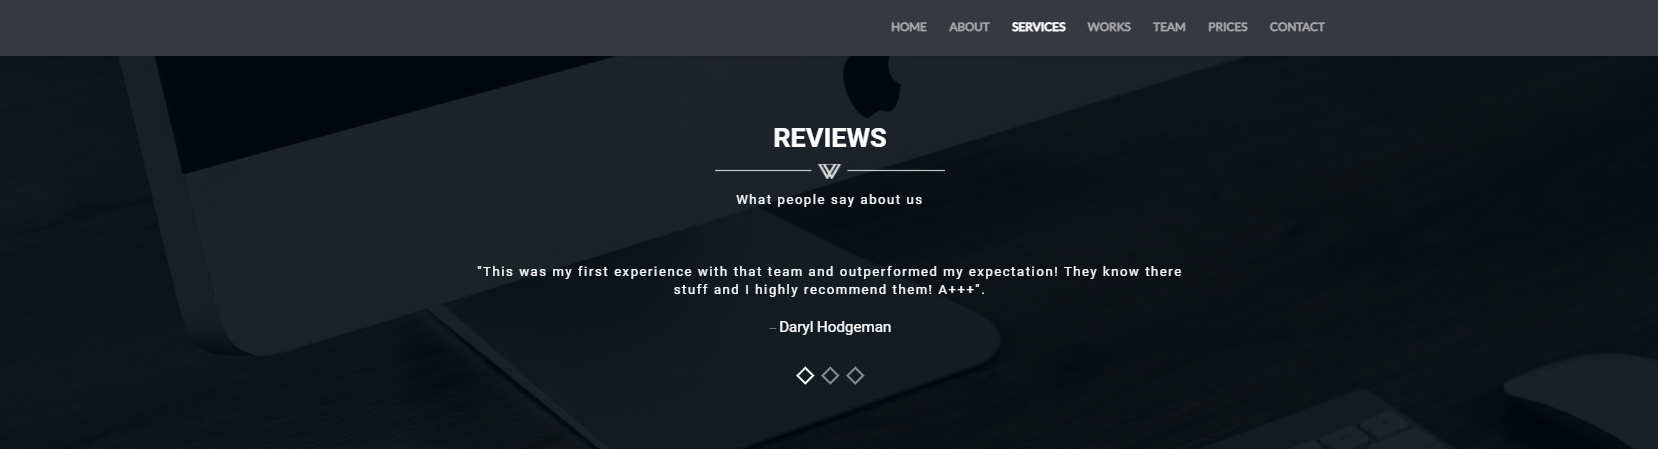 HOME ABOUT SERVICES WORKS TEAM PRICES CONTACT
REVIEWS
What people say about us
"This was my first experience with that team and outperformed my expectation! They know there
stuff and I highly recommend them! A+++".
– Daryl Hodgeman